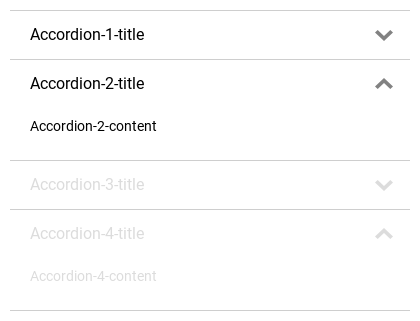 Accordion-1-title
Accordion-2-title
Accordion-2-content
Accordion-3-title
Accordion-4-title
Accordion-4-content